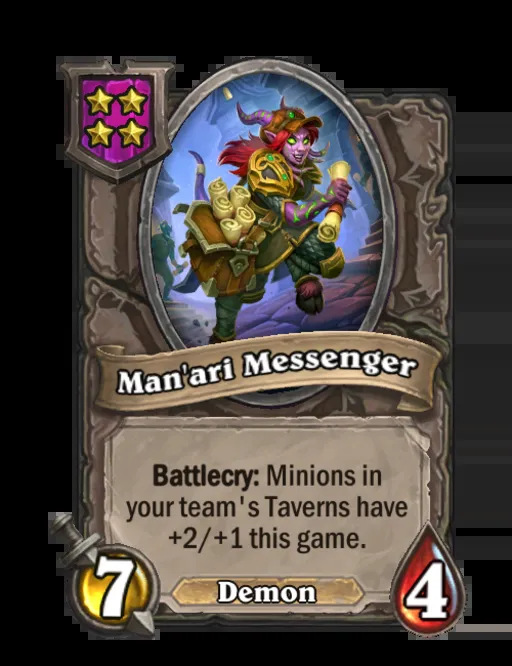 Man'ari Messenger
Battlecry: Minions in
your team's Taverns have
+2/+1 this game.
7
Demon
4